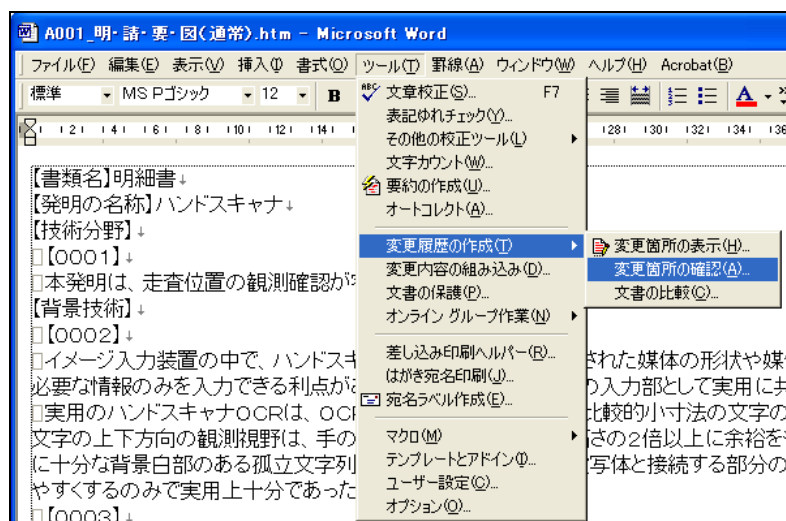 A001_明・請・要・図(通常).htm - Microsoft Word
ファイル(F) 編集(E) 表示(V) 挿入(I) 書式(O) ツール(T) 罫線(A) ウィンドウ(W) ヘルプ(H) Acrobat(B)
標準 MS Pゴシック 12 B A
2 4 6 8 10 12 14 28 30 32 34 36
文章校正(S)... F7
表記ゆれチェック(Y)...
その他の校正ツール(L)
文字カウント(W)...
要約の作成(U)...
オートコレクト(A)...
変更履歴の作成(T)
変更内容の組み込み(D)...
文書の保護(P)...
オンライン グループ作業(N)
差し込み印刷ヘルパー(R)...
はがき宛名印刷(J)...
宛名ラベル作成(E)...
マクロ(M)
テンプレートとアドイン(I)...
ユーザー設定(C)...
オプション(O)...
変更箇所の表示(H)...
変更箇所の確認(A)...
文書の比較(C)...
【書類名】明細書↓
【発明の名称】ハンドスキャナ↓
【技術分野】↓
【0001】↓
本発明は、走査位置の観測確認が
【背景技術】↓
【0002】↓
イメージ入力装置の中で、ハンドスキ された媒体の形状や媒
必要な情報のみを入力できる利点が の入力部として実用に共
実用のハンドスキャナOCRは、OC 比較的小寸法の文字の
文字の上下方向の観測視野は、手の さの2倍以上に余裕を
に十分な背景白部のある孤立文字列 写体と接続する部分の
やすくするのみで実用上十分であった
【0003】↓